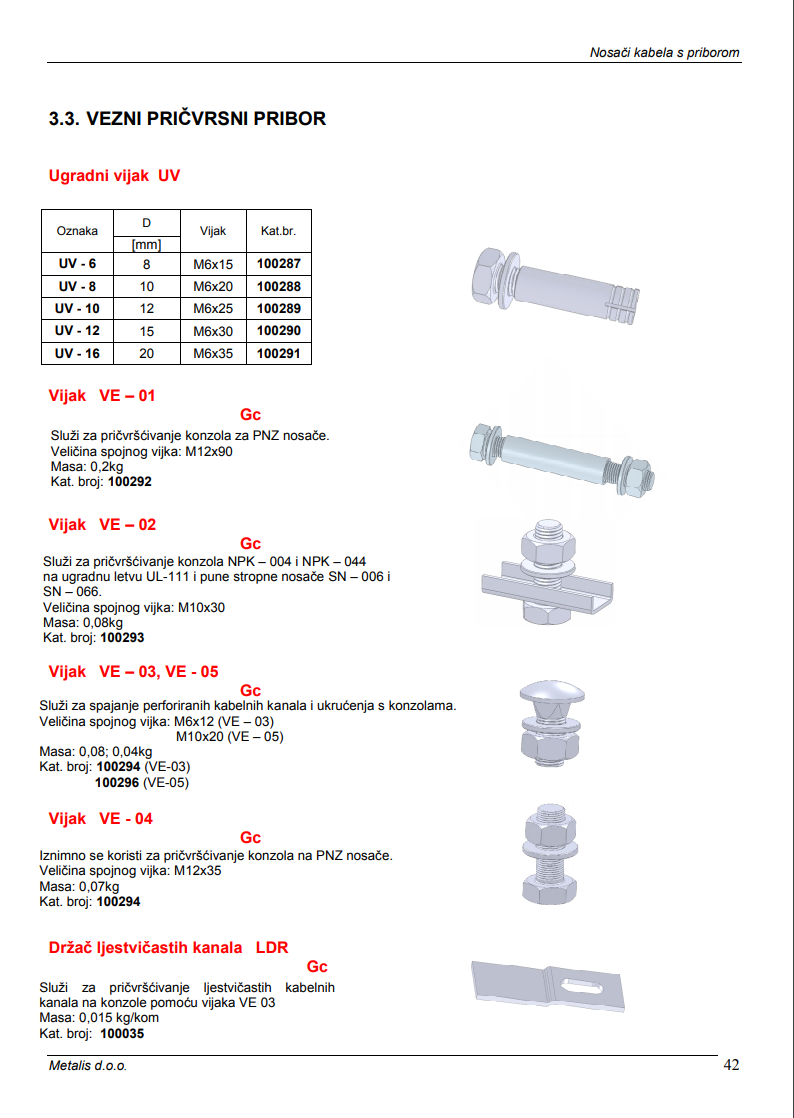 Nosači kabela s priborom
3.3. VEZNI PRIČVRSNI PRIBOR
Ugradni vijak UV
Oznaka D [mm] Vijak Kat.br.
UV - 6 8 M6x15 100287
UV - 8 10 M6x20 100288
UV - 10 12 M6x25 100289
UV - 12 15 M6x30 100290
UV - 16 20 M6x35 100291
Vijak VE – 01
Gc
Služi za pričvršćivanje konzola za PNZ nosače.
Veličina spojnog vijka: M12x90
Masa: 0,2kg
Kat. broj: 100292
Vijak VE – 02
Gc
Služi za pričvršćivanje konzola NPK – 004 i NPK – 044
na ugradnu letvu UL-111 i pune stropne nosače SN – 006 i
SN – 066.
Veličina spojnog vijka: M10x30
Masa: 0,08kg
Kat. broj: 100293
Vijak VE – 03, VE - 05
Gc
Služi za spajanje perforiranih kabelnih kanala i ukrućenja s konzolama.
Veličina spojnog vijka: M6x12 (VE – 03)
M10x20 (VE – 05)
Masa: 0,08; 0,04kg
Kat. broj: 100294 (VE-03)
100296 (VE-05)
Vijak VE - 04
Gc
Iznimno se koristi za pričvršćivanje konzola na PNZ nosače.
Veličina spojnog vijka: M12x35
Masa: 0,07kg
Kat. broj: 100294
Držač ljestvičastih kanala LDR
Gc
Služi za pričvršćivanje ljestvičastih kabelnih
kanala na konzole pomoću vijaka VE 03
Masa: 0,015 kg/kom
Kat. broj: 100035
Metalis d.o.o. 42